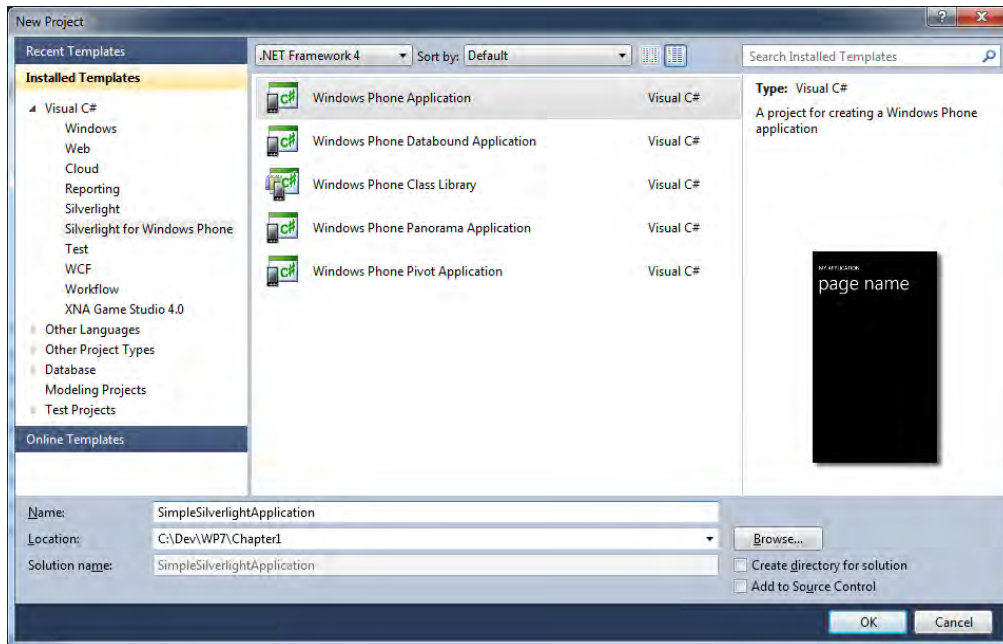 New Project
Recent Templates
Installed Templates
Visual C#
Windows
Web
Cloud
Reporting
Silverlight
Silverlight for Windows Phone
Test
WCF
Workflow
XNA Game Studio 4.0
Other Languages
Other Project Types
Database
Modeling Projects
Test Projects
Online Templates
.NET Framework 4 Sort by: Default
Windows Phone Application Visual C#
Windows Phone Databound Application Visual C#
Windows Phone Class Library Visual C#
Windows Phone Panorama Application Visual C#
Windows Phone Pivot Application Visual C#
Search Installed Templates
Type: Visual C#
A project for creating a Windows Phone
application
MY APPLICATION
page name
Name: SimpleSilverlightApplication
Location: C:\Dev\WP7\Chapter1 Browse...
Solution name: SimpleSilverlightApplication
Create directory for solution
Add to Source Control
OK Cancel